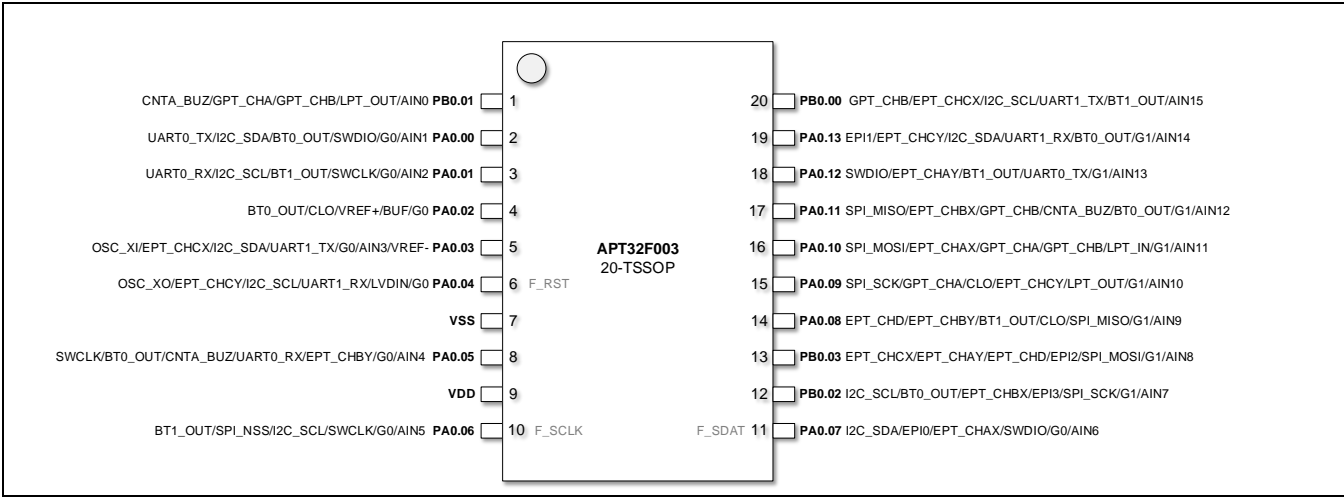 CNTA_BUZ/GPT_CHA/GPT_CHB/LPT_OUT/AIN0 PB0.01 1
20 PB0.00 GPT_CHB/EPT_CHCX/I2C_SCL/UART1_TX/BT1_OUT/AIN15
UART0_TX/I2C_SDA/BT0_OUT/SWDIO/G0/AIN1 PA0.00 2
19 PA0.13 EPI1/EPT_CHCY/I2C_SDA/UART1_RX/BT0_OUT/G1/AIN14
UART0_RX/I2C_SCL/BT1_OUT/SWCLK/G0/AIN2 PA0.01 3
18 PA0.12 SWDIO/EPT_CHAY/BT1_OUT/UART0_TX/G1/AIN13
BT0_OUT/CLO/VREF+/BUF/G0 PA0.02 4
17 PA0.11 SPI_MISO/EPT_CHBX/GPT_CHB/CNTA_BUZ/BT0_OUT/G1/AIN12
OSC_XI/EPT_CHCX/I2C_SDA/UART1_TX/G0/AIN3/VREF- PA0.03 5
APT32F003
20-TSSOP
16 PA0.10 SPI_MOSI/EPT_CHAX/GPT_CHA/GPT_CHB/LPT_IN/G1/AIN11
OSC_XO/EPT_CHCY/I2C_SCL/UART1_RX/LVDIN/G0 PA0.04 6 F_RST
15 PA0.09 SPI_SCK/GPT_CHA/CLO/EPT_CHCY/LPT_OUT/G1/AIN10
VSS 7
14 PA0.08 EPT_CHD/EPT_CHBY/BT1_OUT/CLO/SPI_MISO/G1/AIN9
SWCLK/BT0_OUT/CNTA_BUZ/UART0_RX/EPT_CHBY/G0/AIN4 PA0.05 8
13 PB0.03 EPT_CHCX/EPT_CHAY/EPT_CHD/EPI2/SPI_MOSI/G1/AIN8
VDD 9
12 PB0.02 I2C_SCL/BT0_OUT/EPT_CHBX/EPI3/SPI_SCK/G1/AIN7
BT1_OUT/SPI_NSS/I2C_SCL/SWCLK/G0/AIN5 PA0.06 10 F_SCLK
F_SDAT 11 PA0.07 I2C_SDA/EPI0/EPT_CHAX/SWDIO/G0/AIN6